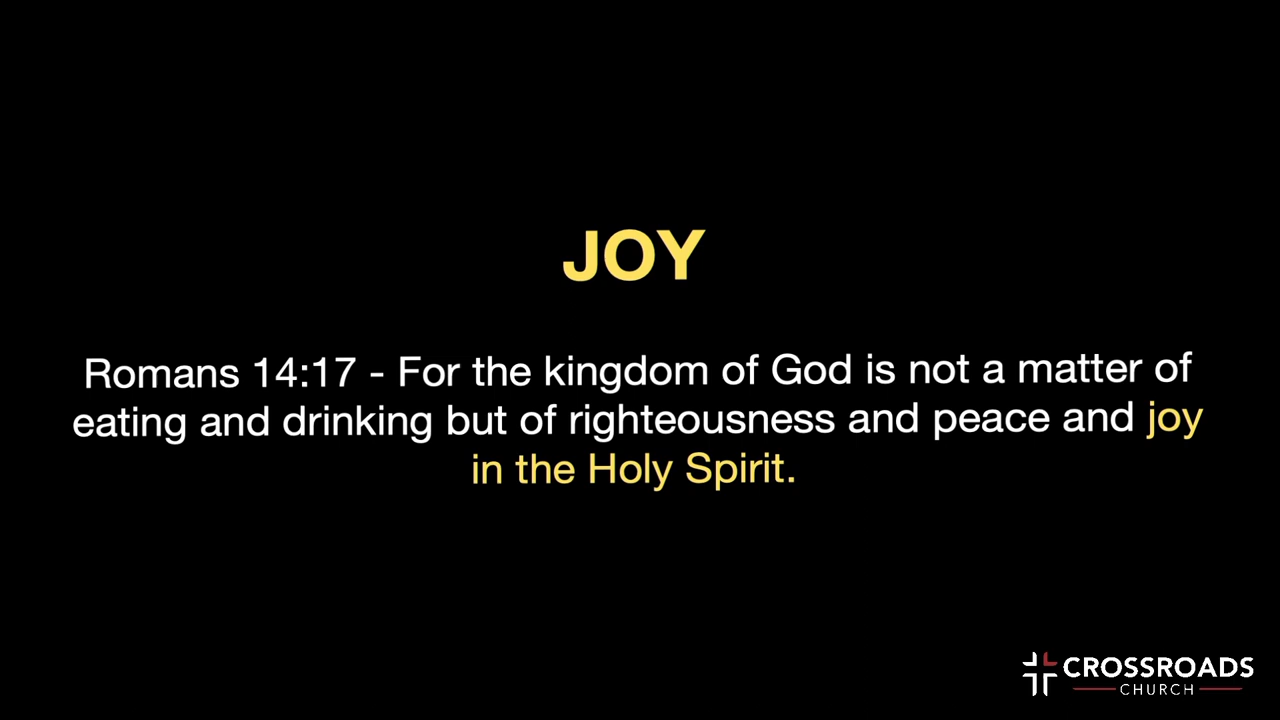 JOY
Romans 14:17 - For the kingdom of God is not a matter of
eating and drinking but of righteousness and peace and joy
in the Holy Spirit.
CROSSROADS
CHURCH